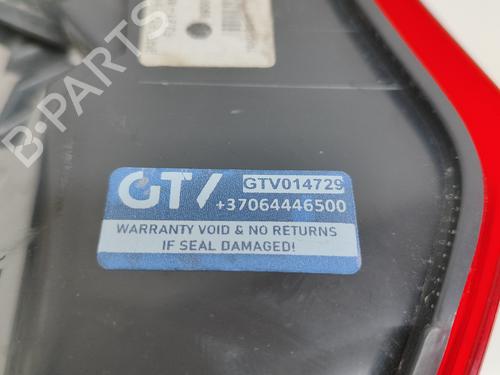 B-PARTS
GTV
GTV014729
+37064446500
WARRANTY VOID & NO RETURNS
IF SEAL DAMAGED!